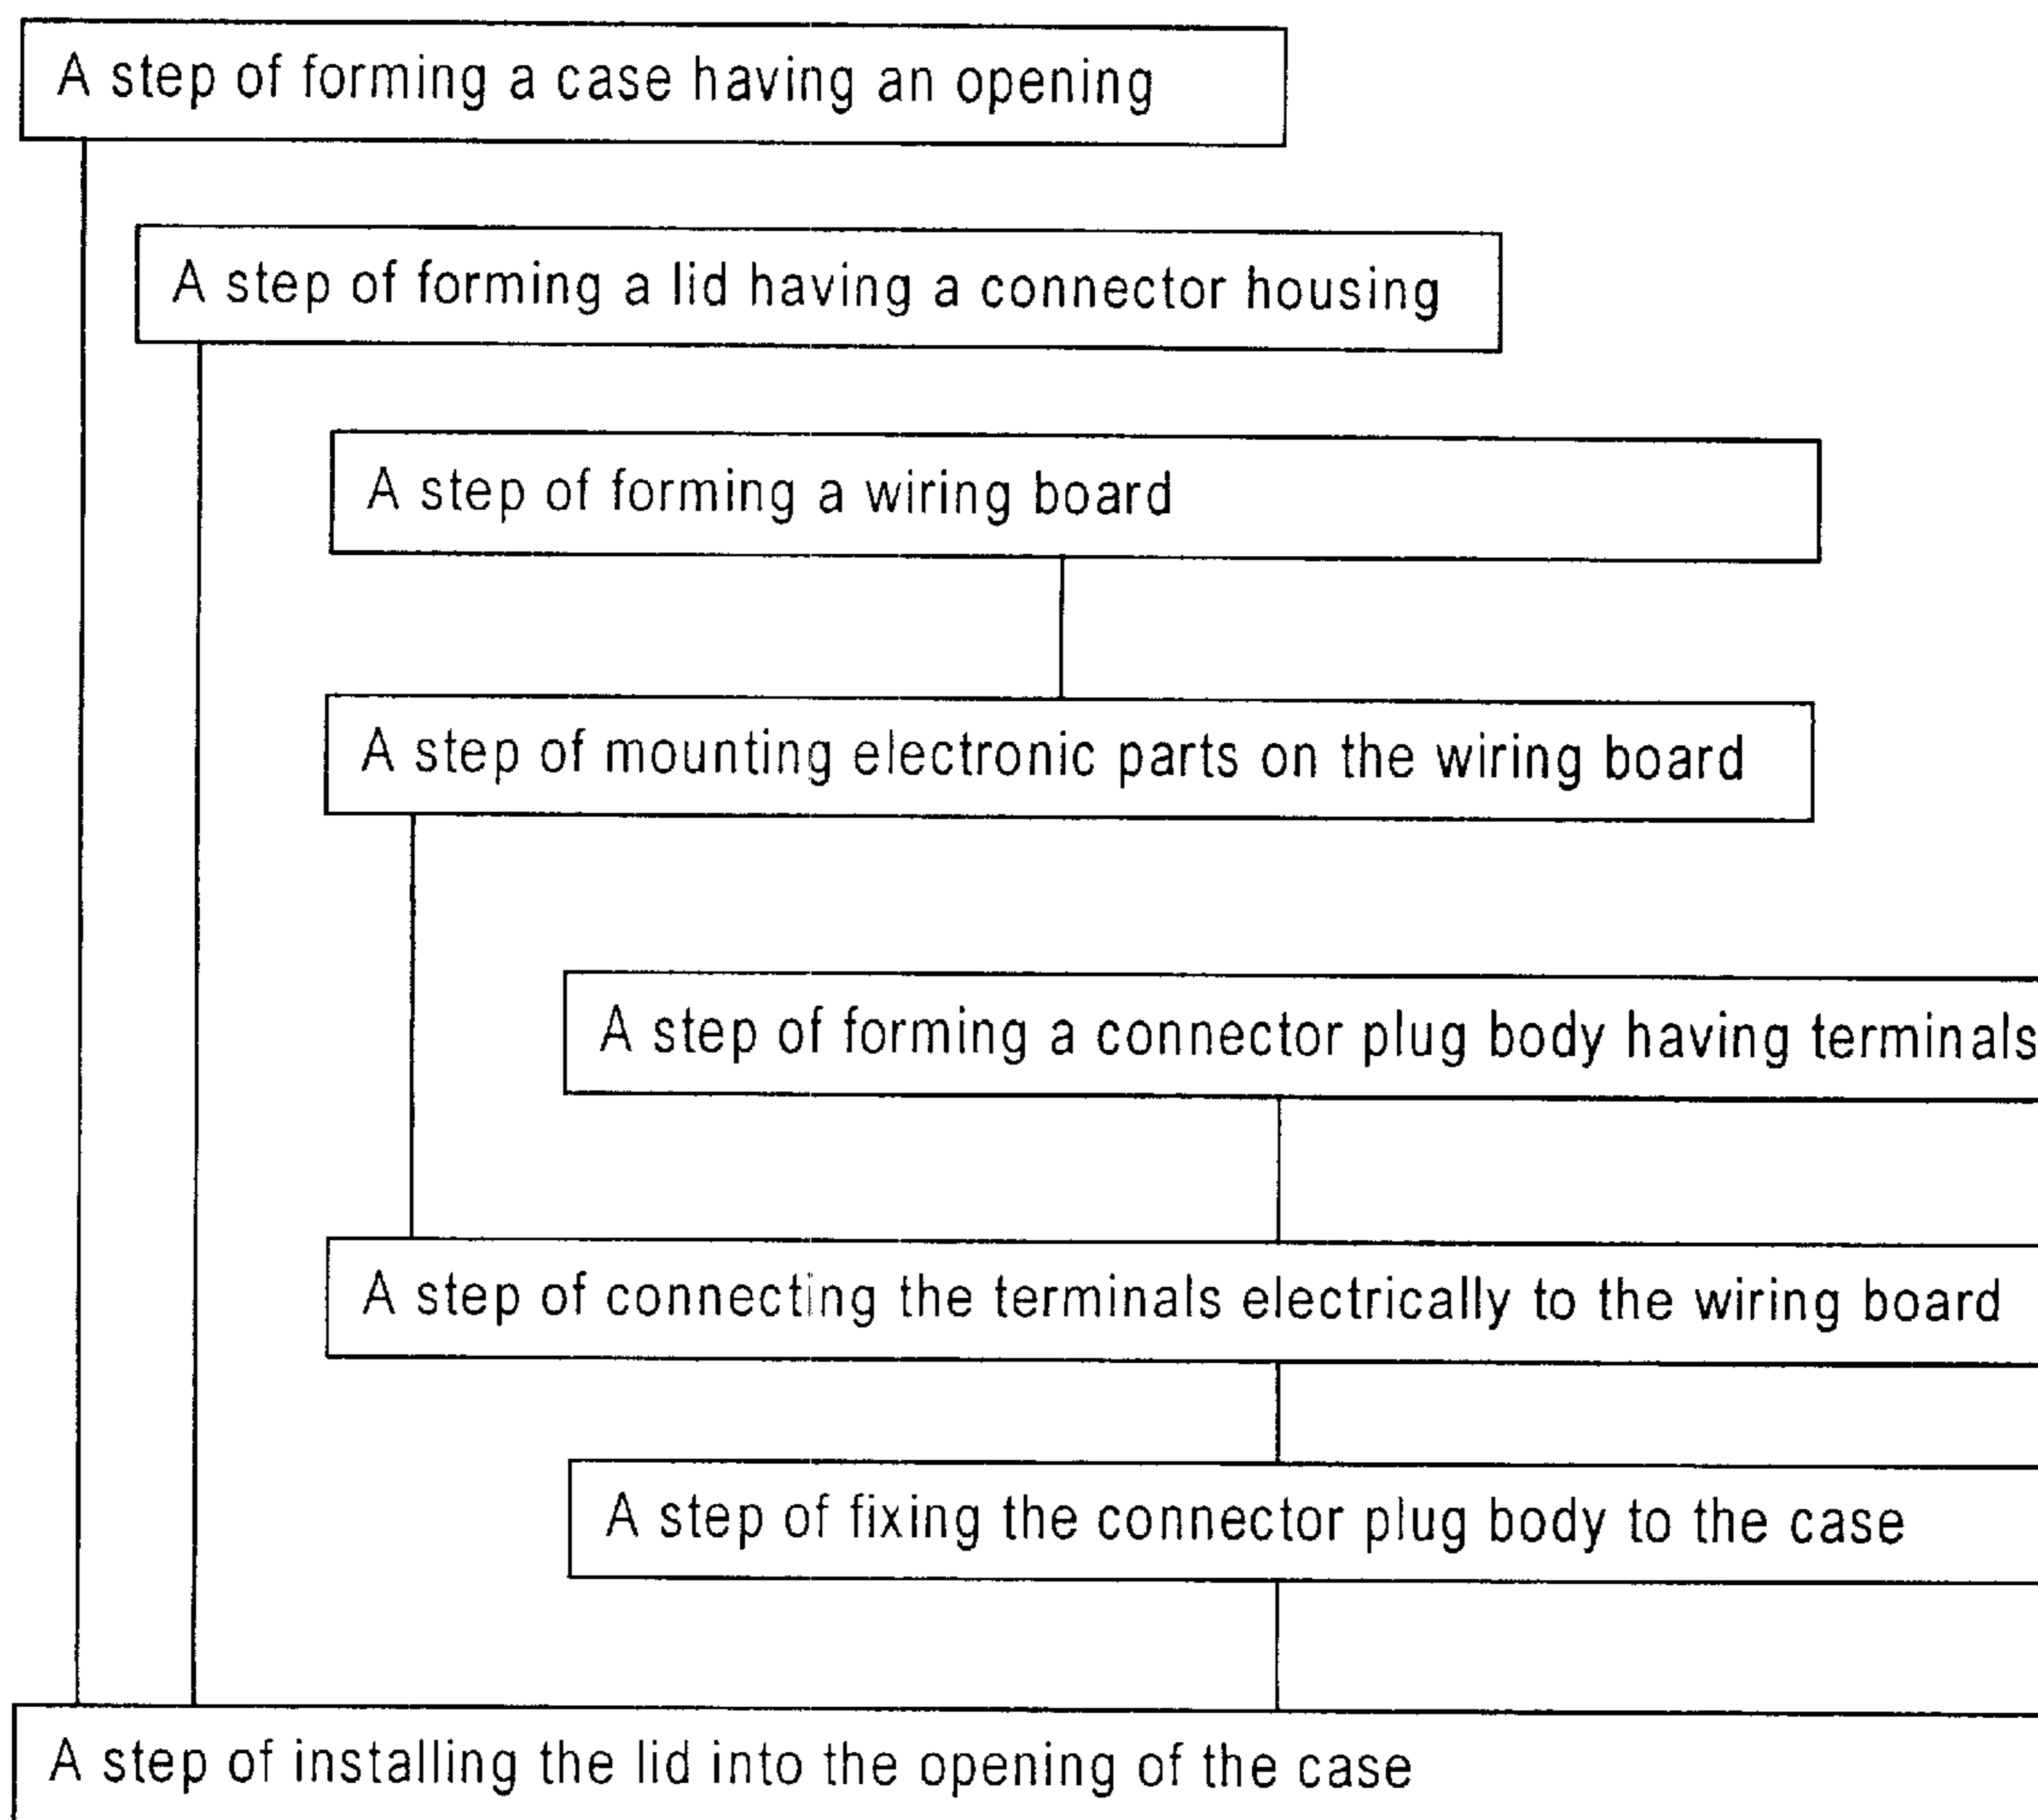 A step of forming a case having an opening
A step of forming a lid having a connector housing
A step of forming a wiring board
A step of mounting electronic parts on the wiring board
A step of forming a connector plug body having terminals
A step of connecting the terminals electrically to the wiring board
A step of fixing the connector plug body to the case
A step of installing the lid into the opening of the case